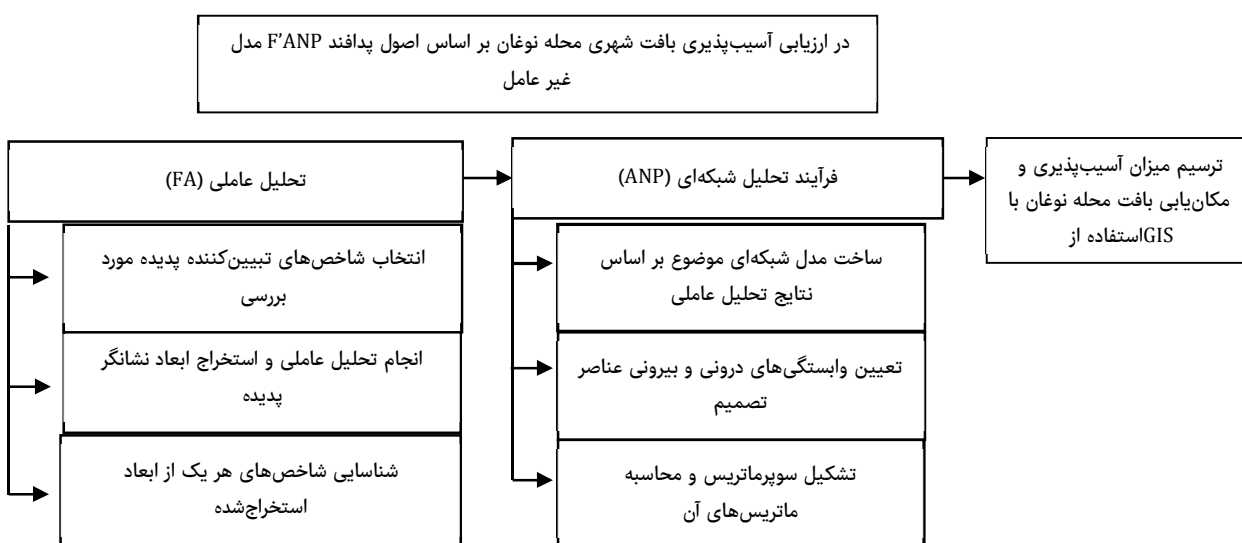 در ارزیابی آسیب‌پذیری بافت شهری محله نوغان بر اساس اصول پدافند F’ANP مدل
غیر عامل
تحلیل عاملی (FA)
انتخاب شاخص‌های تبیین‌کننده پدیده مورد
بررسی
انجام تحلیل عاملی و استخراج ابعاد نشانگر
پدیده
شناسایی شاخص‌های هر یک از ابعاد
استخراج‌شده
فرآیند تحلیل شبکه‌ای (ANP)
ساخت مدل شبکه‌ای موضوع بر اساس
نتایج تحلیل عاملی
تعیین وابستگی‌های درونی و بیرونی عناصر
تصمیم
تشکیل سوپرماتریس و محاسبه
ماتریس‌های آن
ترسیم میزان آسیب‌پذیری و
مکان‌یابی بافت محله نوغان با
GISاستفاده از